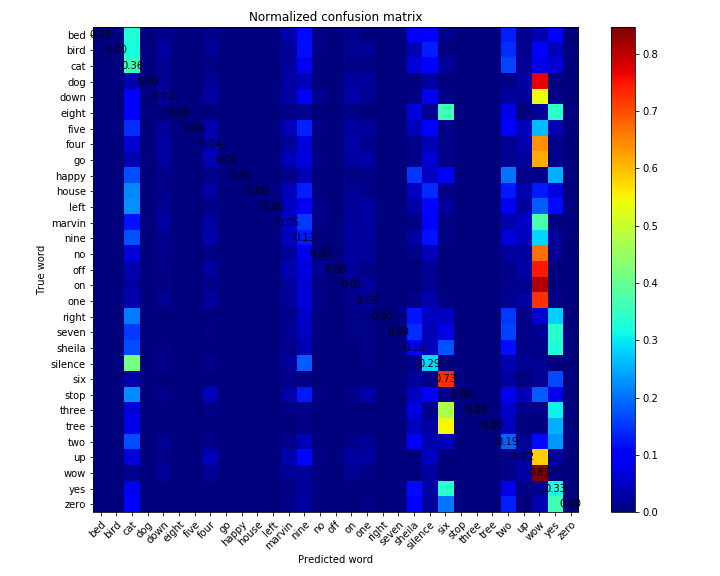 Normalized confusion matrix
True word
bed 0.00
bird 0.00
cat 0.36
dog 0.00
down 0.02
eight 0.00
five 0.00
four 0.04
go 0.00
happy 0.00
house 0.00
left 0.00
marvin 0.05
nine 0.13
no 0.00
off 0.00
on 0.01
one 0.02
right 0.00
seven 0.00
sheila 0.10
silence 0.29
six 0.73
stop 0.00
three 0.00
tree 0.00
two 0.19
up 0.02
wow 0.85
yes 0.33
zero
bed bird cat dog down eight five four go happy house left marvin nine no off on one right seven sheila silence six stop three tree two up wow yes zero
Predicted word
0.8
0.7
0.6
0.5
0.4
0.3
0.2
0.1
0.0